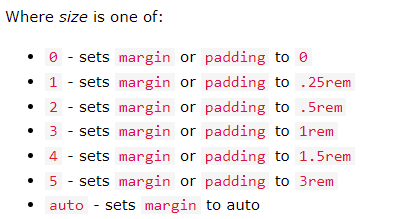 Where size is one of:
• 0 - sets margin or padding to 0
• 1 - sets margin or padding to .25rem
• 2 - sets margin or padding to .5rem
• 3 - sets margin or padding to 1rem
• 4 - sets margin or padding to 1.5rem
• 5 - sets margin or padding to 3rem
• auto - sets margin to auto